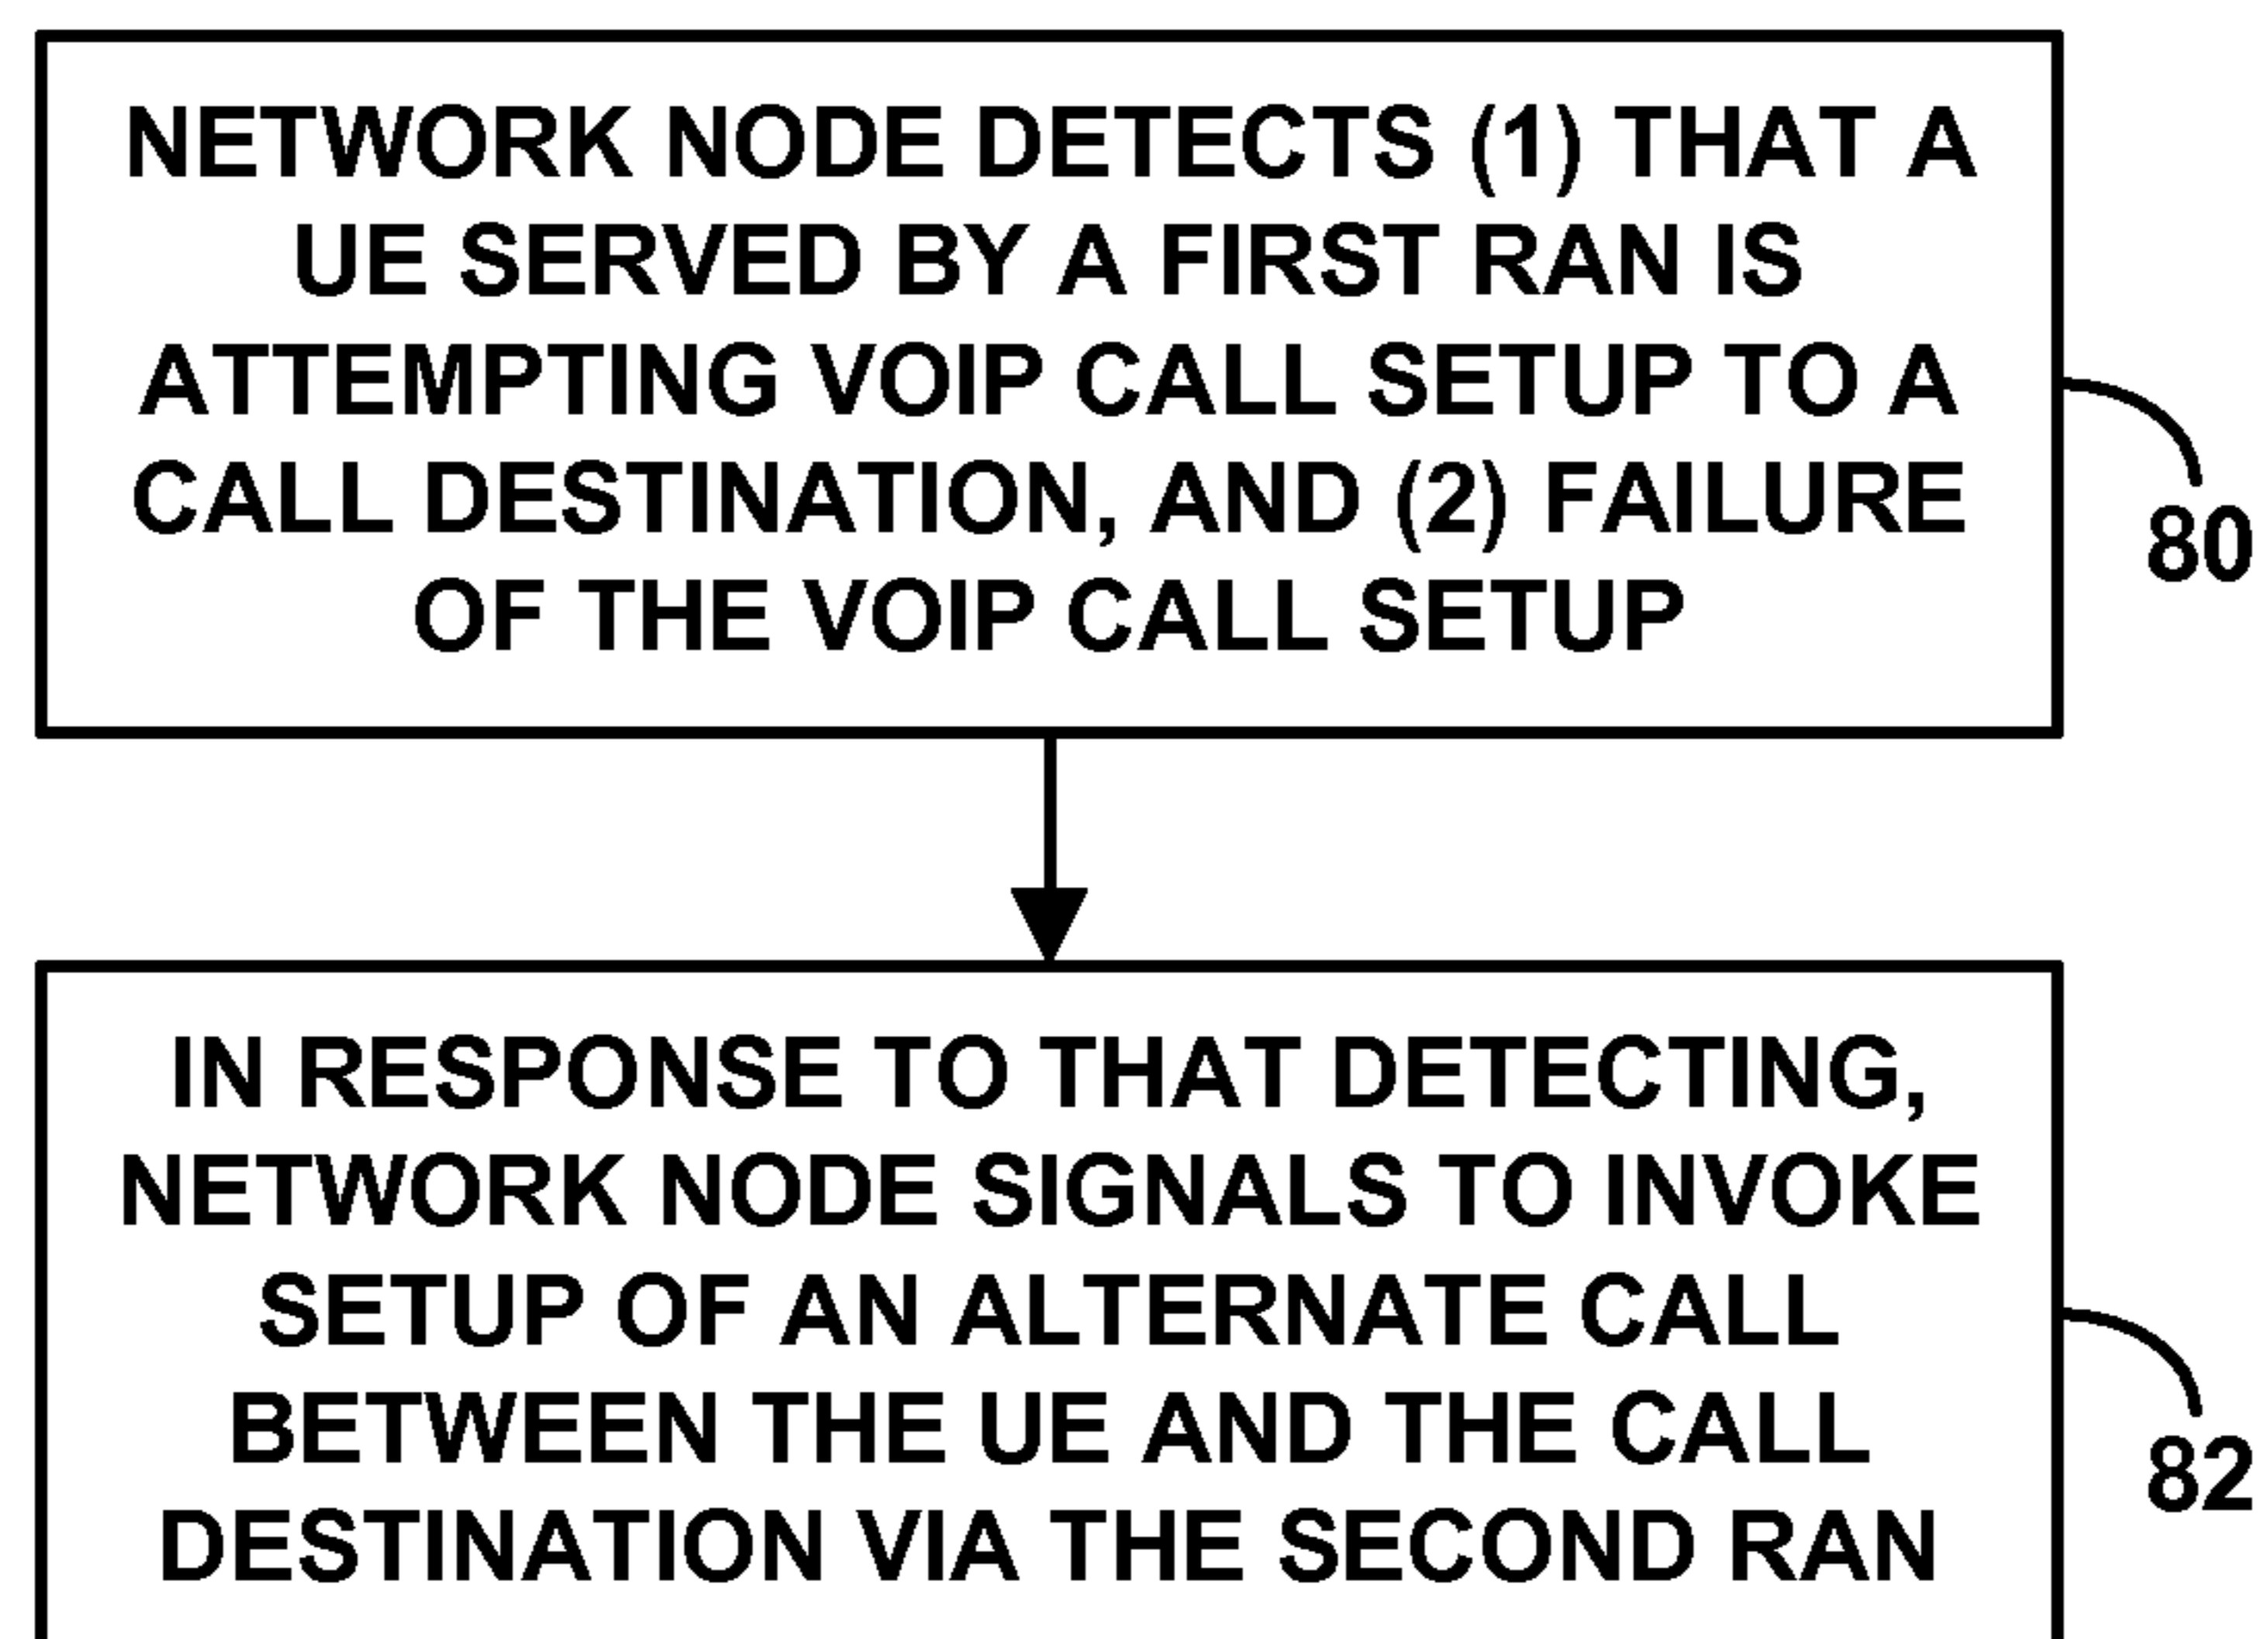 NETWORK NODE DETECTS (1) THAT A
UE SERVED BY A FIRST RAN IS
ATTEMPTING VOIP CALL SETUP TO A
CALL DESTINATION, AND (2) FAILURE
OF THE VOIP CALL SETUP
80
IN RESPONSE TO THAT DETECTING,
NETWORK NODE SIGNALS TO INVOKE
SETUP OF AN ALTERNATE CALL
BETWEEN THE UE AND THE CALL
DESTINATION VIA THE SECOND RAN
82